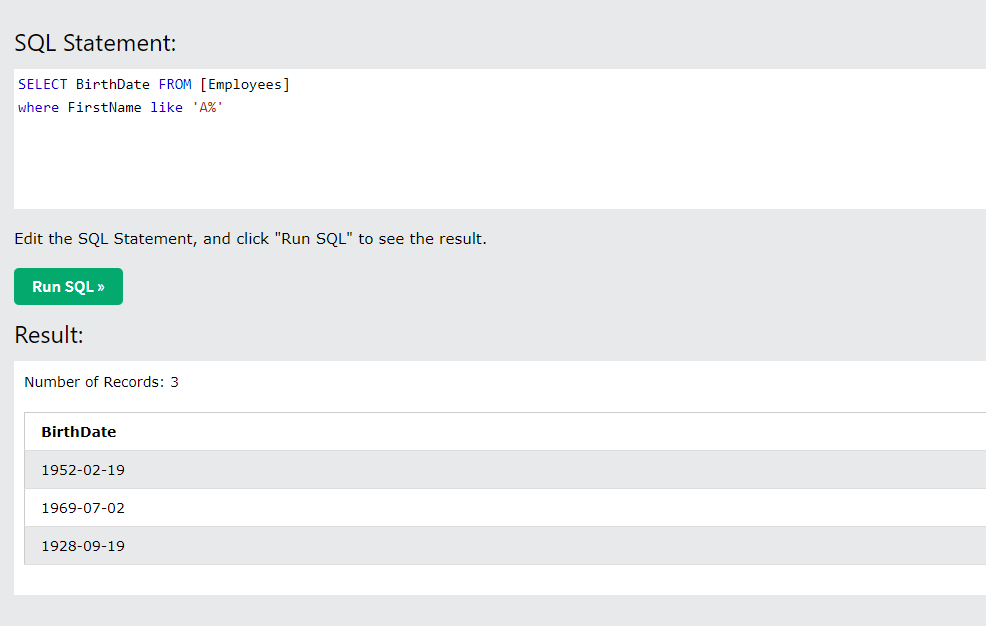 SQL Statement:
SELECT BirthDate FROM [Employees]
where FirstName like 'A%'
Edit the SQL Statement, and click "Run SQL" to see the result.
Run SQL »
Result:
Number of Records: 3
BirthDate
1952-02-19
1969-07-02
1928-09-19